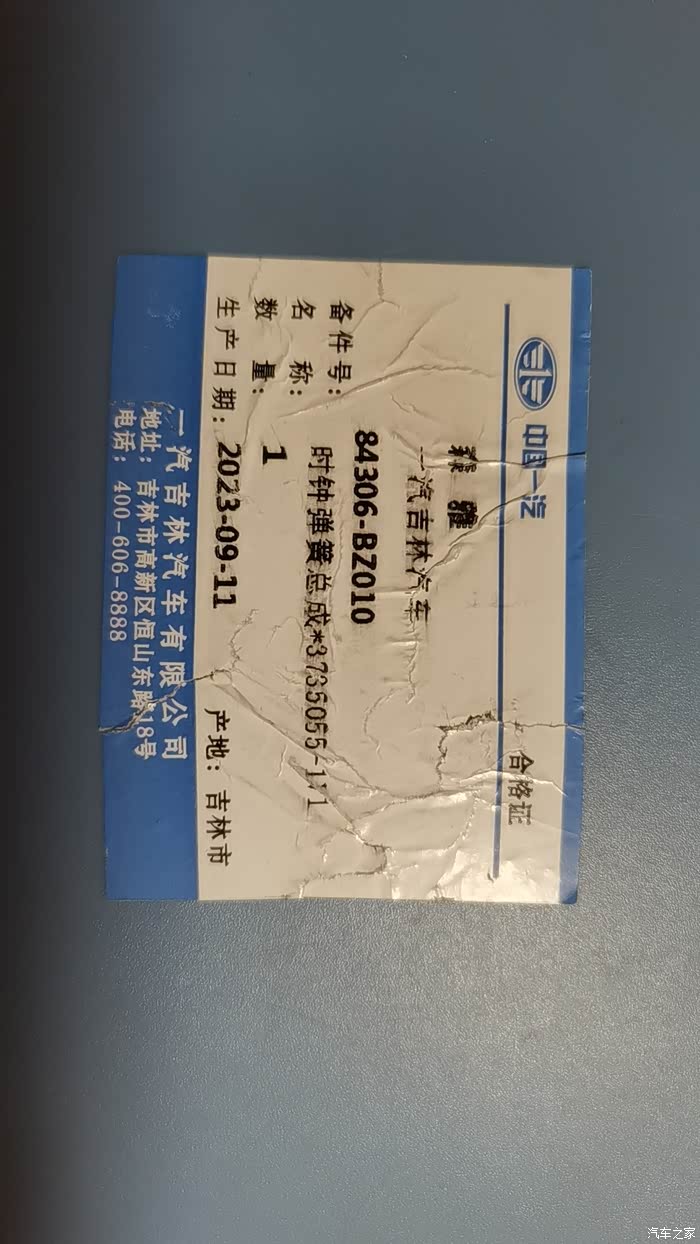 中国一汽
合格证
森雅
一汽吉林汽车
备件号: 84306-BZ010
名称: 时钟弹簧总成*3735055-1
数量: 1
生产日期: 2023-09-11 产地: 吉林市
一汽吉林汽车有限公司
地址: 吉林市高新区恒山东路18号
电话: 400-606-8888
汽车之家